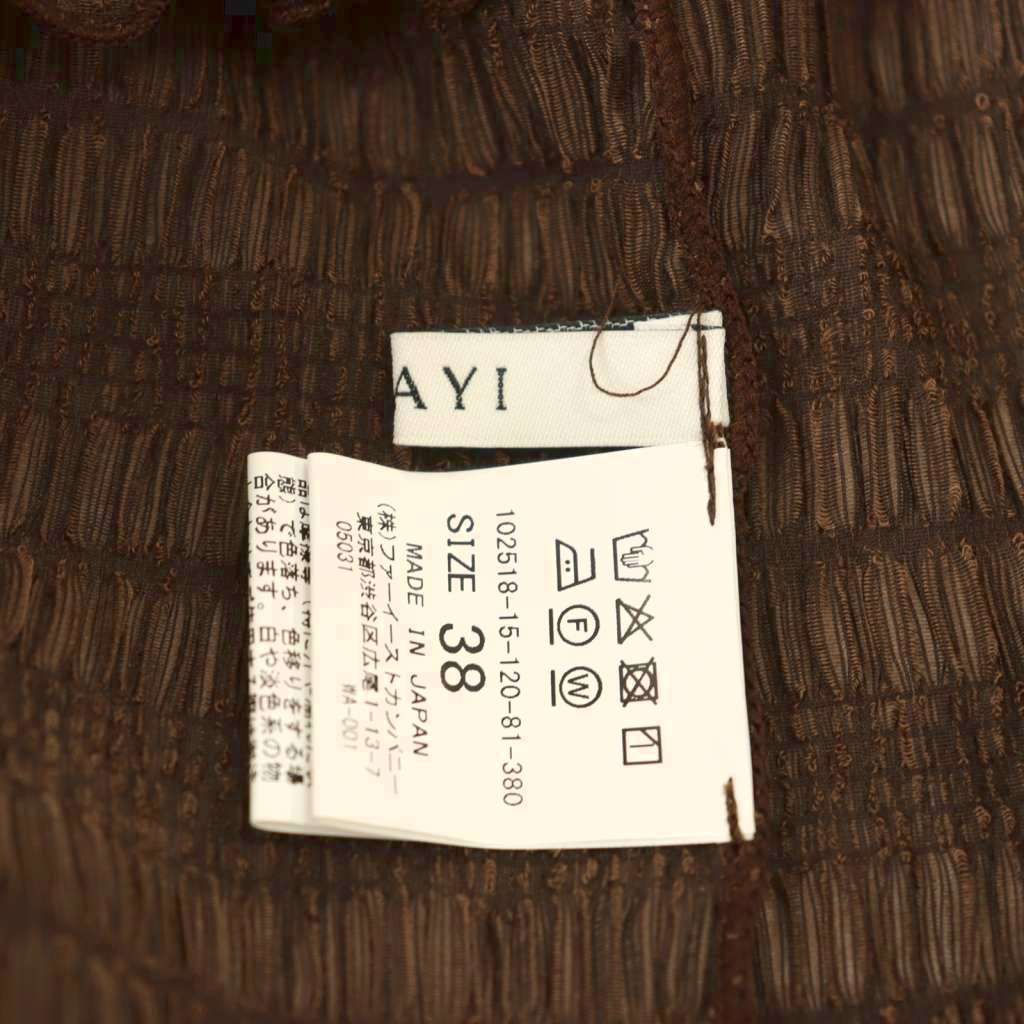 AYI
102518-15-120-81-380
SIZE 38
MADE IN JAPAN
(株)ファーイーストカンパニー
東京都渋谷区広尾1-13-7
05031
F
W
態)で色落ち、色移りをする場
合があります。白や淡色系の物